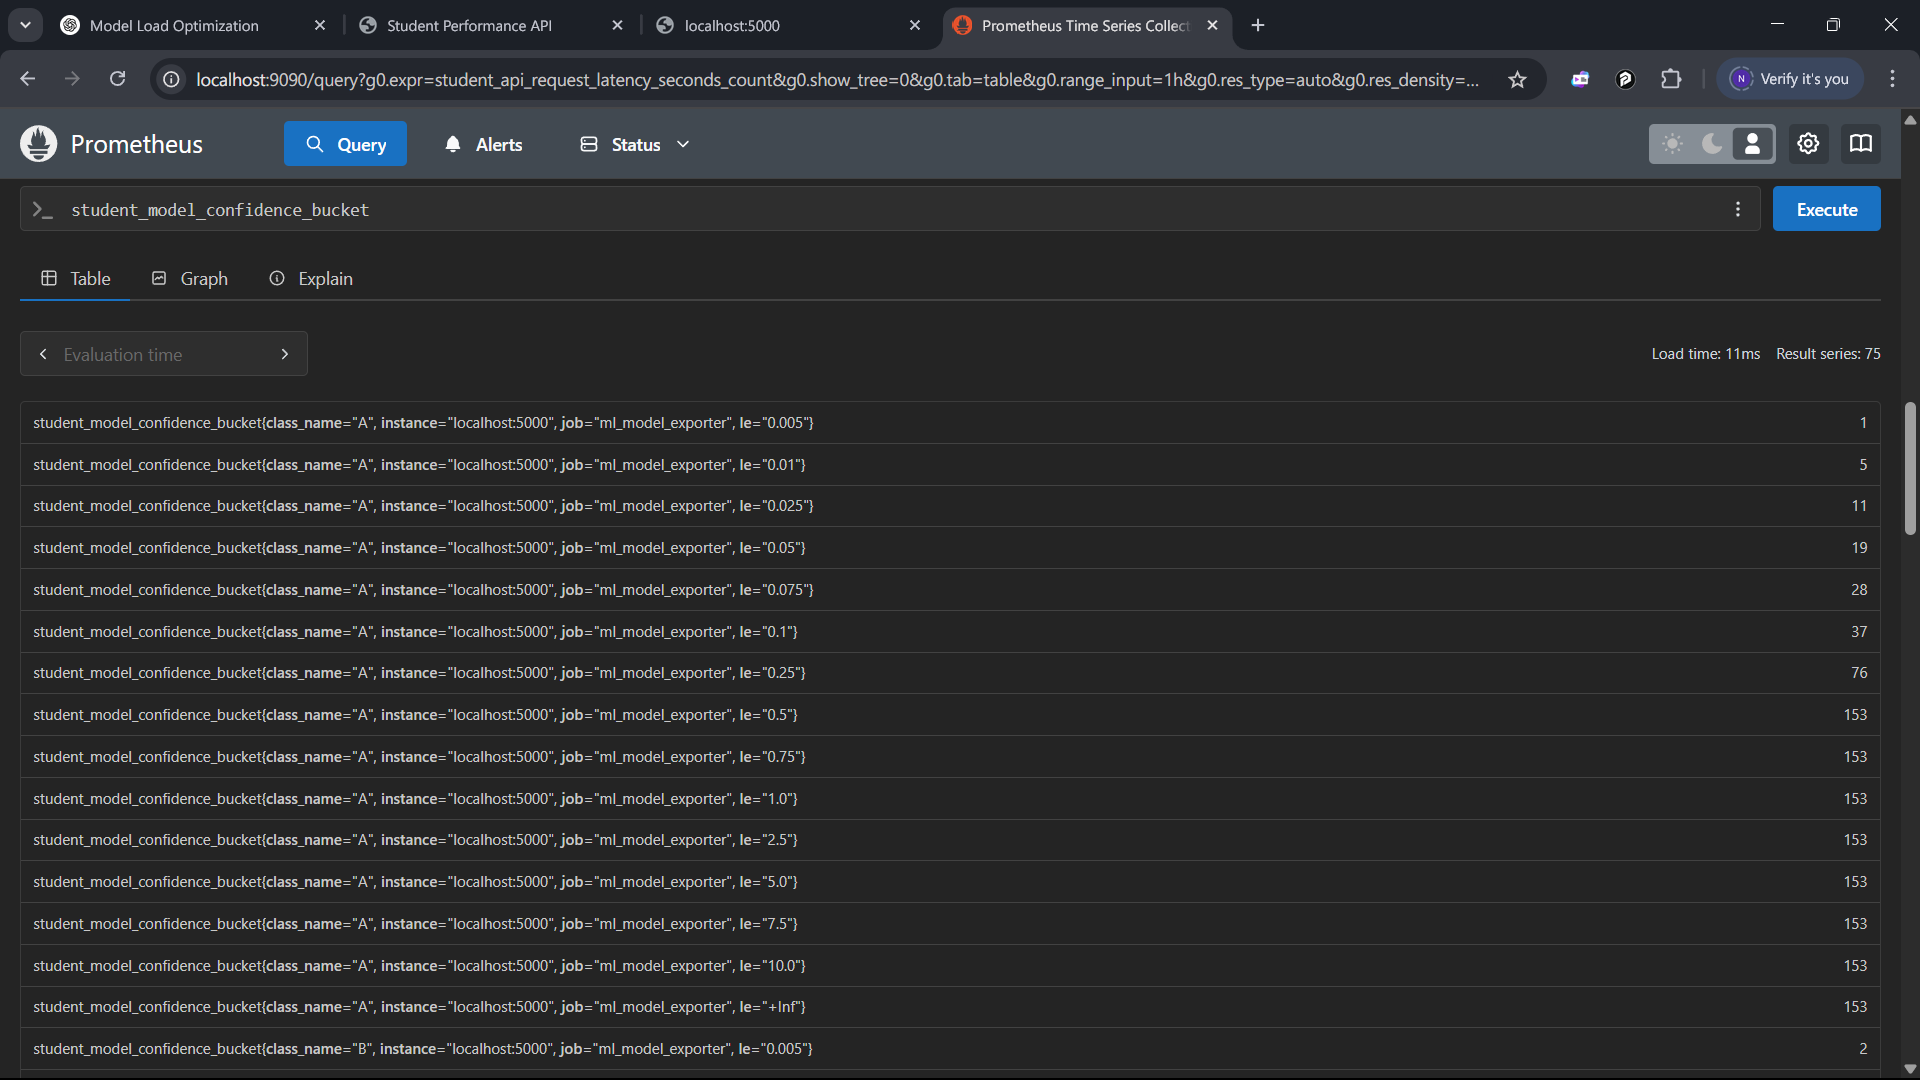 Model Load Optimization
Student Performance API
localhost:5000
Prometheus Time Series Collect
localhost:9090/query?g0.expr=student_api_request_latency_seconds_count&g0.show_tree=0&g0.tab=table&g0.range_input=1h&g0.res_type=auto&g0.res_density=...
N Verify it's you
Prometheus
Query
Alerts
Status
>_ student_model_confidence_bucket
Execute
Table
Graph
Explain
Evaluation time
Load time: 11ms Result series: 75
student_model_confidence_bucket{class_name="A", instance="localhost:5000", job="ml_model_exporter", le="0.005"} 1
student_model_confidence_bucket{class_name="A", instance="localhost:5000", job="ml_model_exporter", le="0.01"} 5
student_model_confidence_bucket{class_name="A", instance="localhost:5000", job="ml_model_exporter", le="0.025"} 11
student_model_confidence_bucket{class_name="A", instance="localhost:5000", job="ml_model_exporter", le="0.05"} 19
student_model_confidence_bucket{class_name="A", instance="localhost:5000", job="ml_model_exporter", le="0.075"} 28
student_model_confidence_bucket{class_name="A", instance="localhost:5000", job="ml_model_exporter", le="0.1"} 37
student_model_confidence_bucket{class_name="A", instance="localhost:5000", job="ml_model_exporter", le="0.25"} 76
student_model_confidence_bucket{class_name="A", instance="localhost:5000", job="ml_model_exporter", le="0.5"} 153
student_model_confidence_bucket{class_name="A", instance="localhost:5000", job="ml_model_exporter", le="0.75"} 153
student_model_confidence_bucket{class_name="A", instance="localhost:5000", job="ml_model_exporter", le="1.0"} 153
student_model_confidence_bucket{class_name="A", instance="localhost:5000", job="ml_model_exporter", le="2.5"} 153
student_model_confidence_bucket{class_name="A", instance="localhost:5000", job="ml_model_exporter", le="5.0"} 153
student_model_confidence_bucket{class_name="A", instance="localhost:5000", job="ml_model_exporter", le="7.5"} 153
student_model_confidence_bucket{class_name="A", instance="localhost:5000", job="ml_model_exporter", le="10.0"} 153
student_model_confidence_bucket{class_name="A", instance="localhost:5000", job="ml_model_exporter", le="+Inf"} 153
student_model_confidence_bucket{class_name="B", instance="localhost:5000", job="ml_model_exporter", le="0.005"} 2